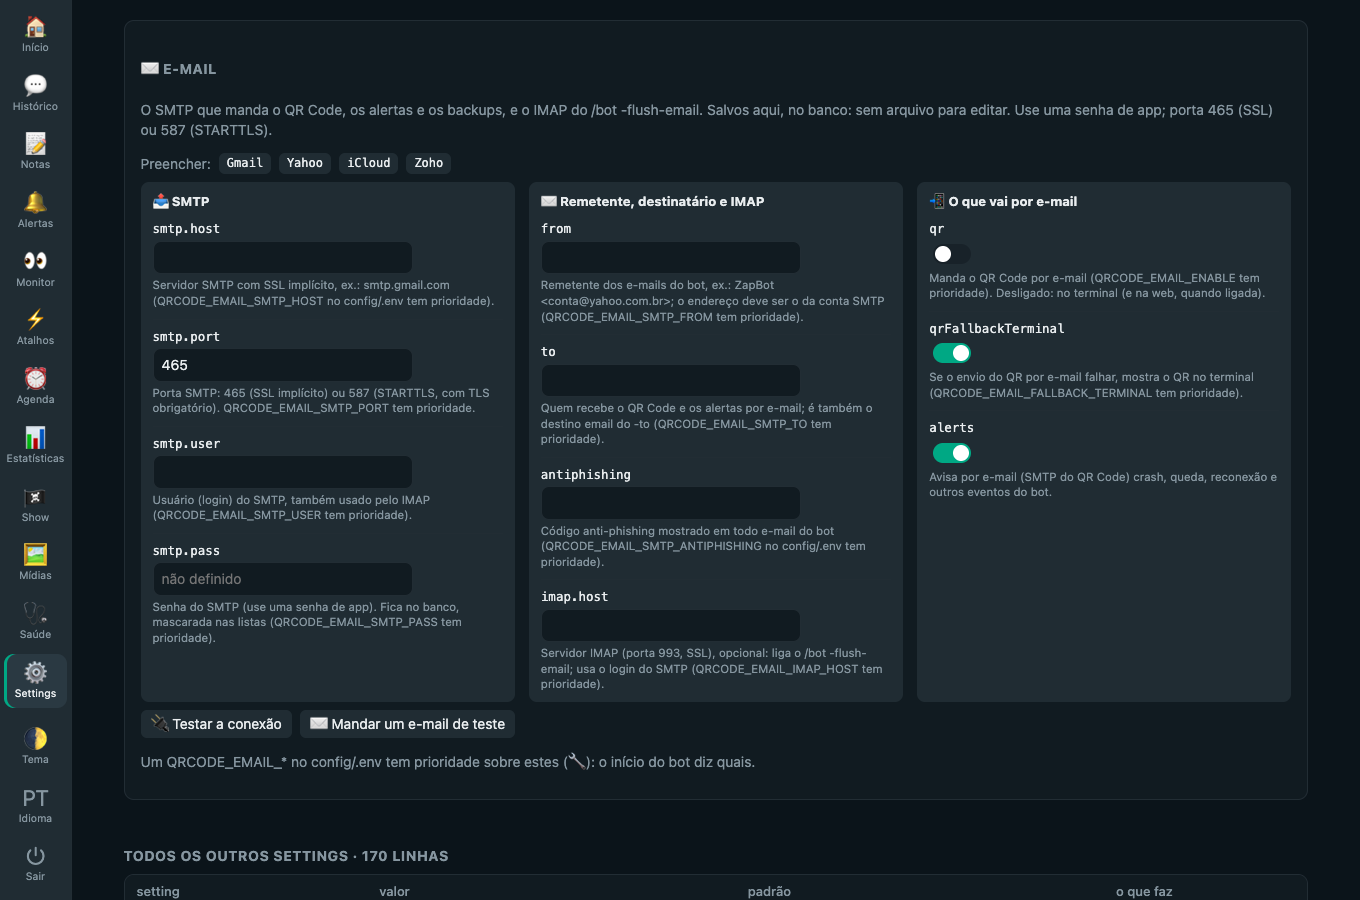 Início
Histórico
Notas
Alertas
Monitor
Atalhos
Agenda
Estatísticas
Show
Mídias
Saúde
Settings
Tema
PT
Idioma
Sair
E-MAIL
O SMTP que manda o QR Code, os alertas e os backups, e o IMAP do /bot -flush-email. Salvos aqui, no banco: sem arquivo para editar. Use uma senha de app; porta 465 (SSL)
ou 587 (STARTTLS).
Preencher: Gmail Yahoo iCloud Zoho
SMTP
smtp.host
Servidor SMTP com SSL implícito, ex.: smtp.gmail.com
(QRCODE_EMAIL_SMTP_HOST no config/.env tem prioridade).
smtp.port
465
Porta SMTP: 465 (SSL implícito) ou 587 (STARTTLS, com TLS
obrigatório). QRCODE_EMAIL_SMTP_PORT tem prioridade.
smtp.user
Usuário (login) do SMTP, também usado pelo IMAP
(QRCODE_EMAIL_SMTP_USER tem prioridade).
smtp.pass
não definido
Senha do SMTP (use uma senha de app). Fica no banco,
mascarada nas listas (QRCODE_EMAIL_SMTP_PASS tem
prioridade).
Remetente, destinatário e IMAP
from
Remetente dos e-mails do bot, ex.: ZapBot
<conta@yahoo.com.br>; o endereço deve ser o da conta SMTP
(QRCODE_EMAIL_SMTP_FROM tem prioridade).
to
Quem recebe o QR Code e os alertas por e-mail; é também o
destino email do -to (QRCODE_EMAIL_SMTP_TO tem
prioridade).
antiphishing
Código anti-phishing mostrado em todo e-mail do bot
(QRCODE_EMAIL_SMTP_ANTIPHISHING no config/.env tem
prioridade).
imap.host
Servidor IMAP (porta 993, SSL), opcional: liga o /bot -flush-
email; usa o login do SMTP (QRCODE_EMAIL_IMAP_HOST tem
prioridade).
O que vai por e-mail
qr
Manda o QR Code por e-mail (QRCODE_EMAIL_ENABLE tem
prioridade). Desligado: no terminal (e na web, quando ligada).
qrFallbackTerminal
Se o envio do QR por e-mail falhar, mostra o QR no terminal
(QRCODE_EMAIL_FALLBACK_TERMINAL tem prioridade).
alerts
Avisa por e-mail (SMTP do QR Code) crash, queda, reconexão e
outros eventos do bot.
Testar a conexão
Mandar um e-mail de teste
Um QRCODE_EMAIL_* no config/.env tem prioridade sobre estes (🔧): o início do bot diz quais.
TODOS OS OUTROS SETTINGS · 170 LINHAS
setting valor padrão o que faz